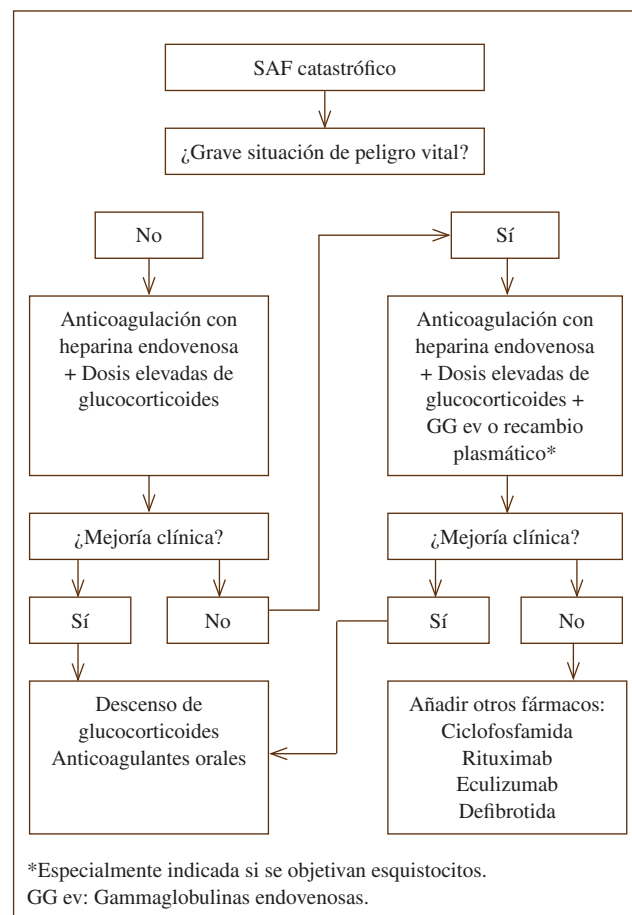 SAF catastrófico
¿Grave situación de peligro vital?
No
Sí
Anticoagulación con
heparina endovenosa
+ Dosis elevadas de
glucocorticoides
Anticoagulación con
heparina endovenosa
+ Dosis elevadas de
glucocorticoides +
GG ev o recambio
plasmático*
¿Mejoría clínica?
¿Mejoría clínica?
Sí
No
Sí
No
Descenso de
glucocorticoides
Anticoagulantes orales
Añadir otros fármacos:
Ciclofosfamida
Rituximab
Eculizumab
Defibrotida
*Especialmente indicada si se objetivan esquistocitos.
GG ev: Gammaglobulinas endovenosas.